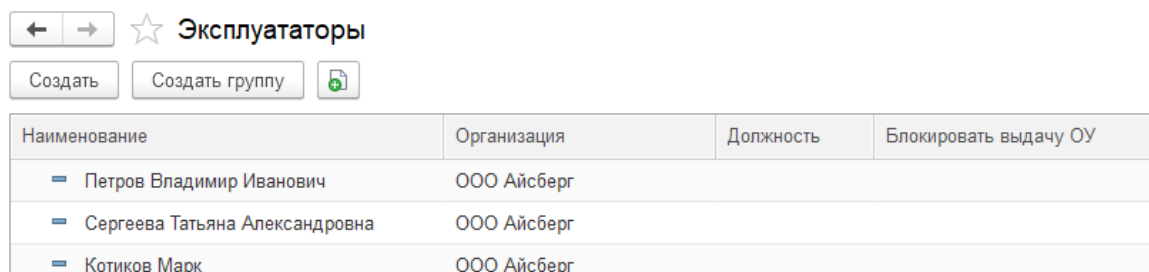 Эксплуататоры
Создать Создать группу
Наименование Организация Должность Блокировать выдачу ОУ
Петров Владимир Иванович ООО Айсберг
Сергеева Татьяна Александровна ООО Айсберг
Котиков Марк ООО Айсберг